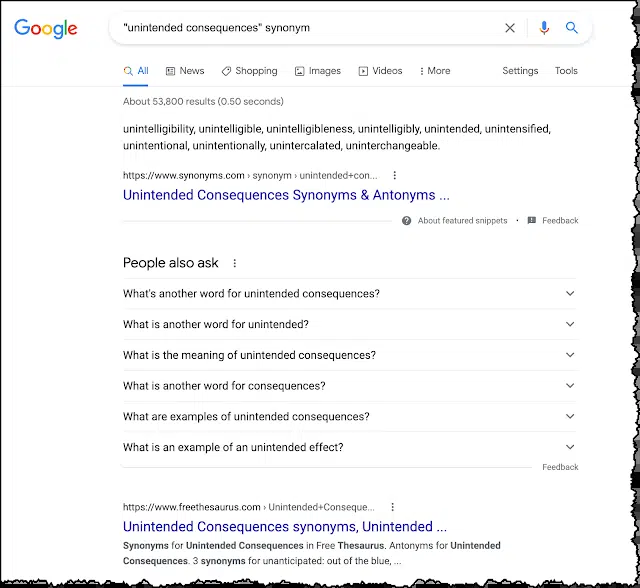 Google
"unintended consequences" synonym
All News Shopping Images Videos More Settings Tools
About 53,800 results (0.50 seconds)
unintelligibility, unintelligible, unintelligibleness, unintelligibly, unintended, unintensified,
unintentional, unintentionally, unintercalated, uninterchangeable.
https://www.synonyms.com › synonym › unintended+con...
Unintended Consequences Synonyms & Antonyms ...
About featured snippets · Feedback
People also ask
What's another word for unintended consequences?
What is another word for unintended?
What is the meaning of unintended consequences?
What is another word for consequences?
What are examples of unintended consequences?
What is an example of an unintended effect?
Feedback
https://www.freethesaurus.com › Unintended+Conseque...
Unintended Consequences synonyms, Unintended ...
Synonyms for Unintended Consequences in Free Thesaurus. Antonyms for Unintended
Consequences. 3 synonyms for unanticipated: out of the blue, ...